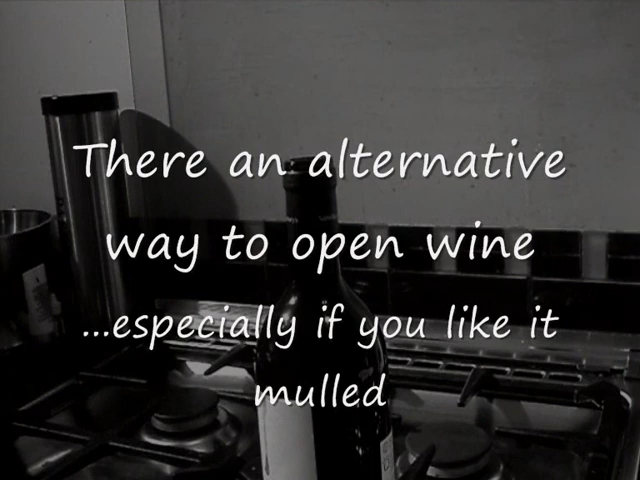 There an alternative
way to open wine
...especially if you like it
mulled